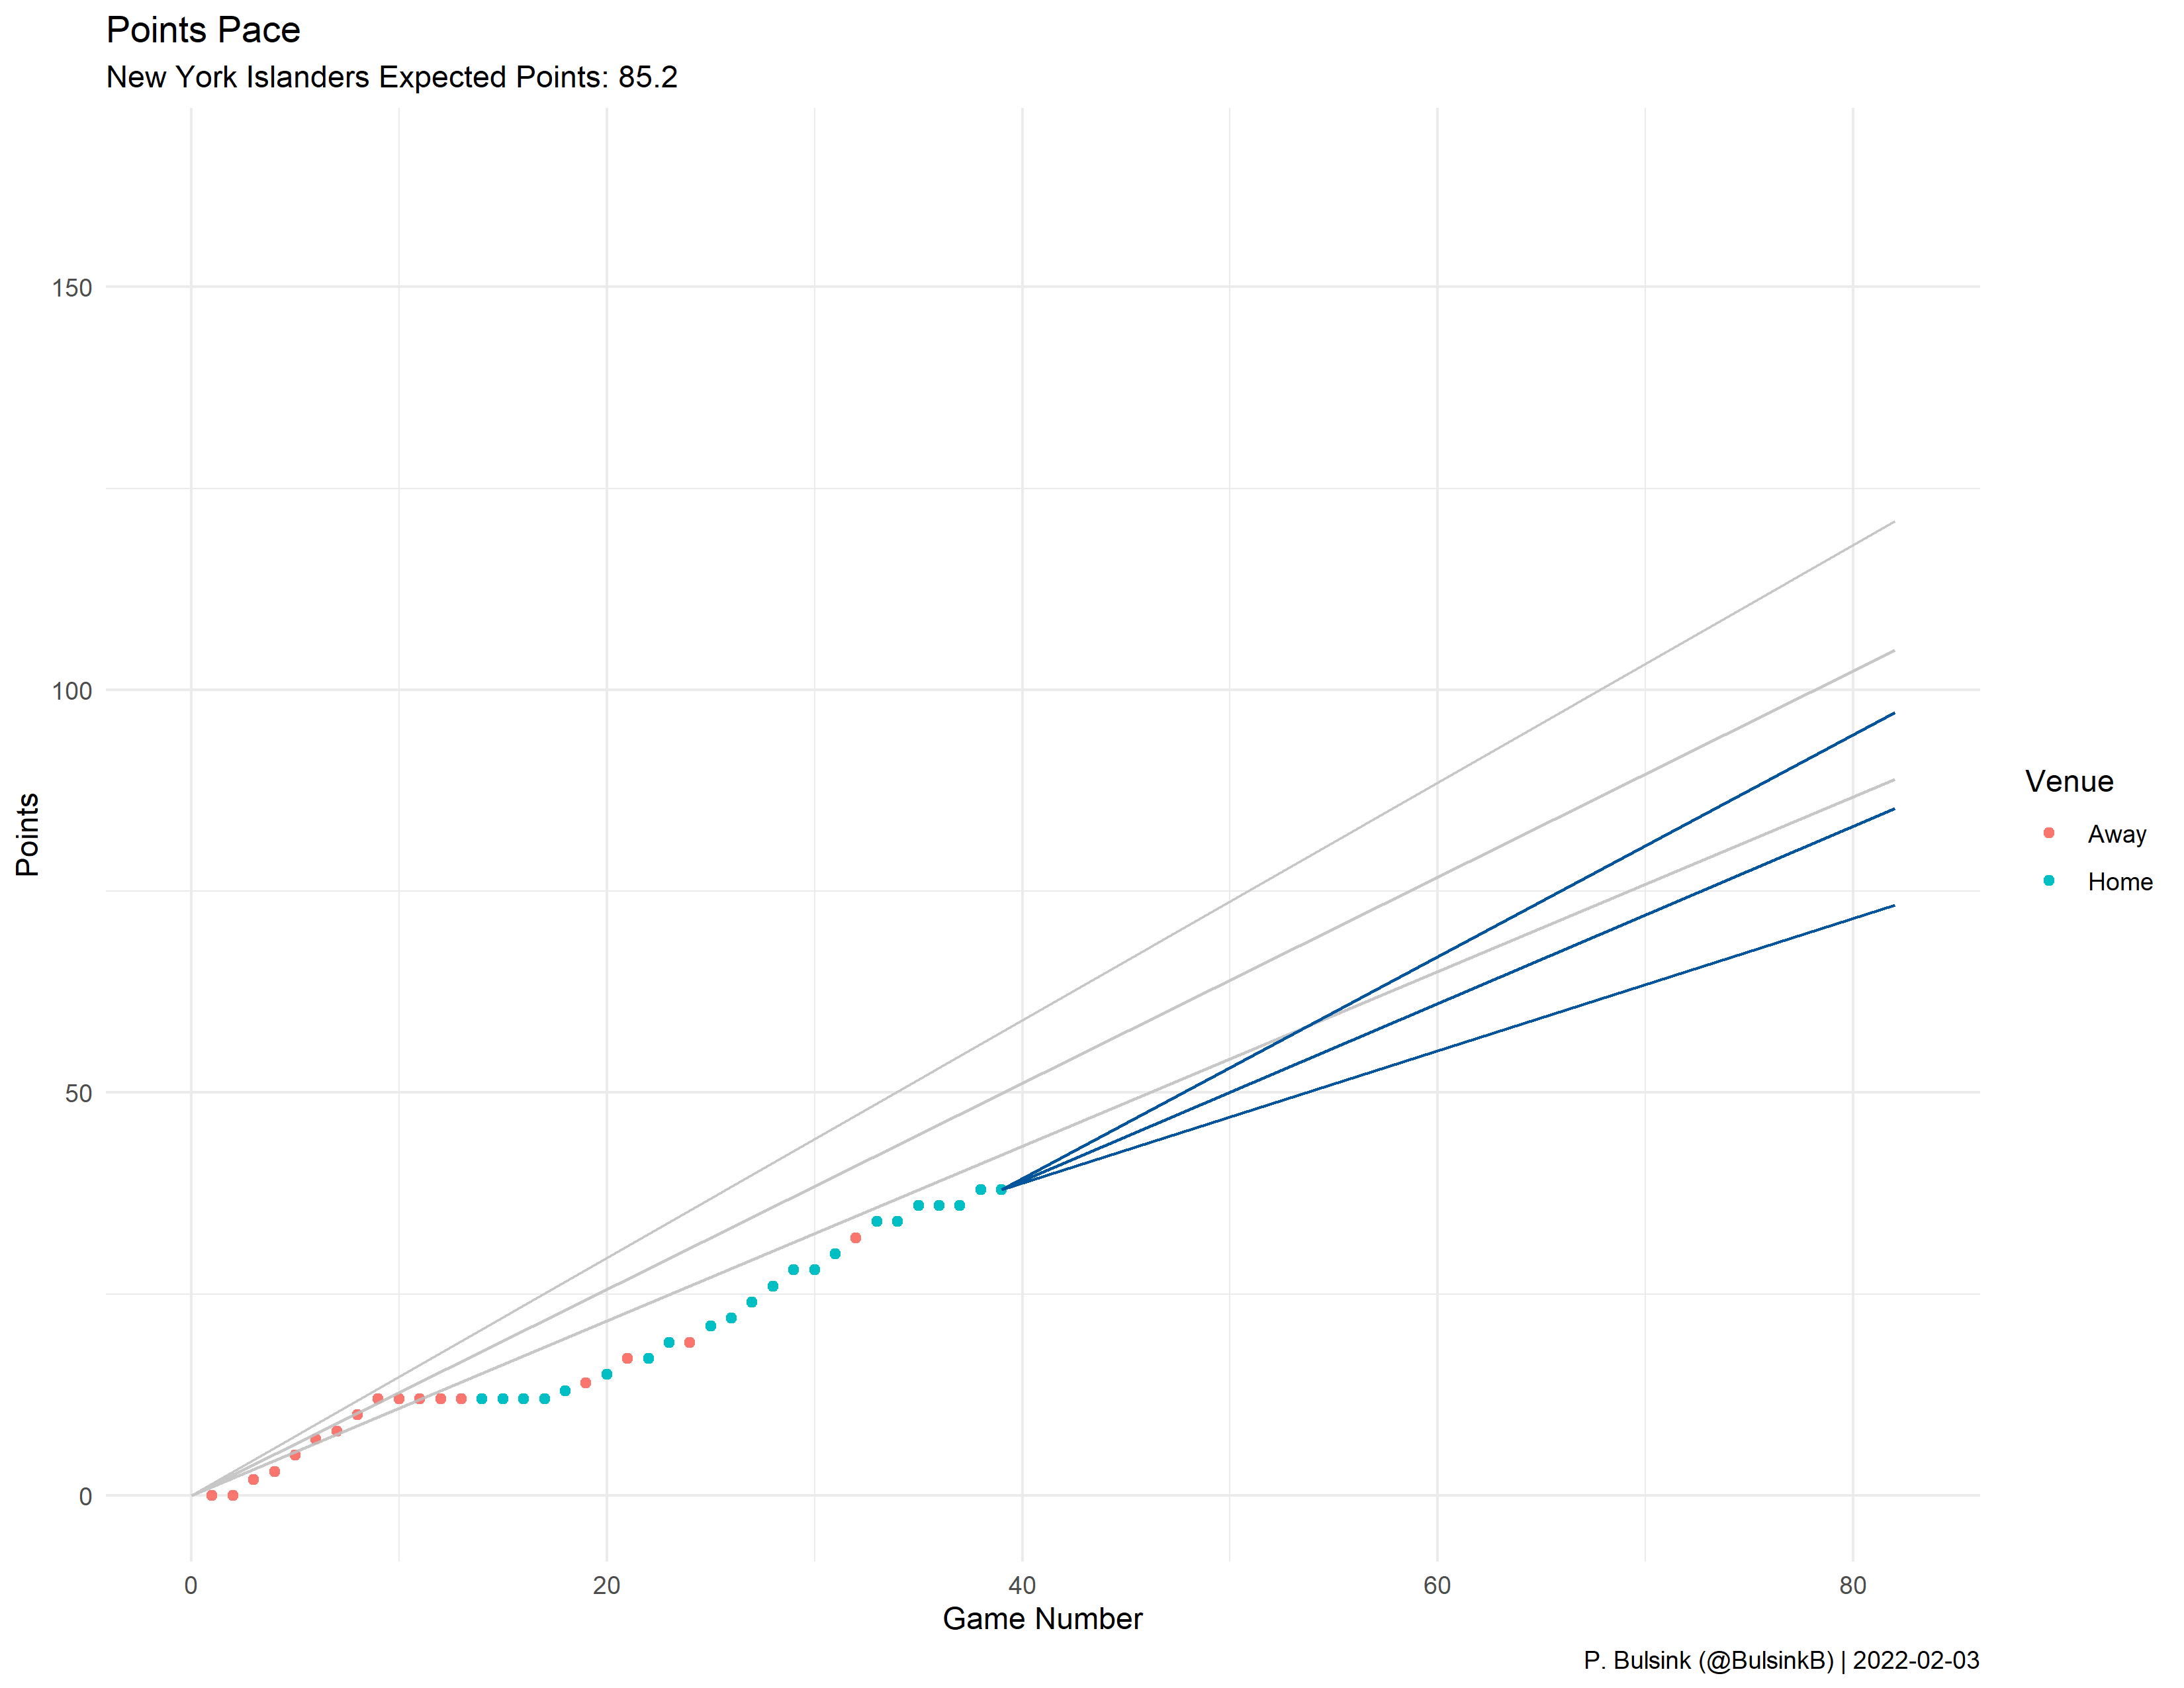 Points Pace
New York Islanders Expected Points: 85.2
150
100
50
0
Points
0 20 40 60 80
Game Number
Venue
Away
Home
P. Bulsink (@BulsinkB) | 2022-02-03